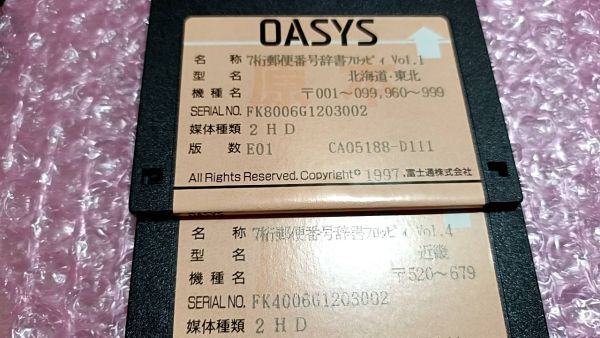 OASYS
名 称 7桁郵便番号辞書フロッピィ Vol.1
型 名 北海道・東北
機 種 名 〒001~099,960~999
SERIAL NO. FK8006G1203002
媒体種類 2HD
版 数 E01 CA05188-D111
All Rights Reserved, Copyright© 1997, 富士通株式会社
名 称 7桁郵便番号辞書フロッピィ Vol.4
型 名 近畿
機 種 名 〒520~679
SERIAL NO. FK4006G1203002
媒体種類 2HD